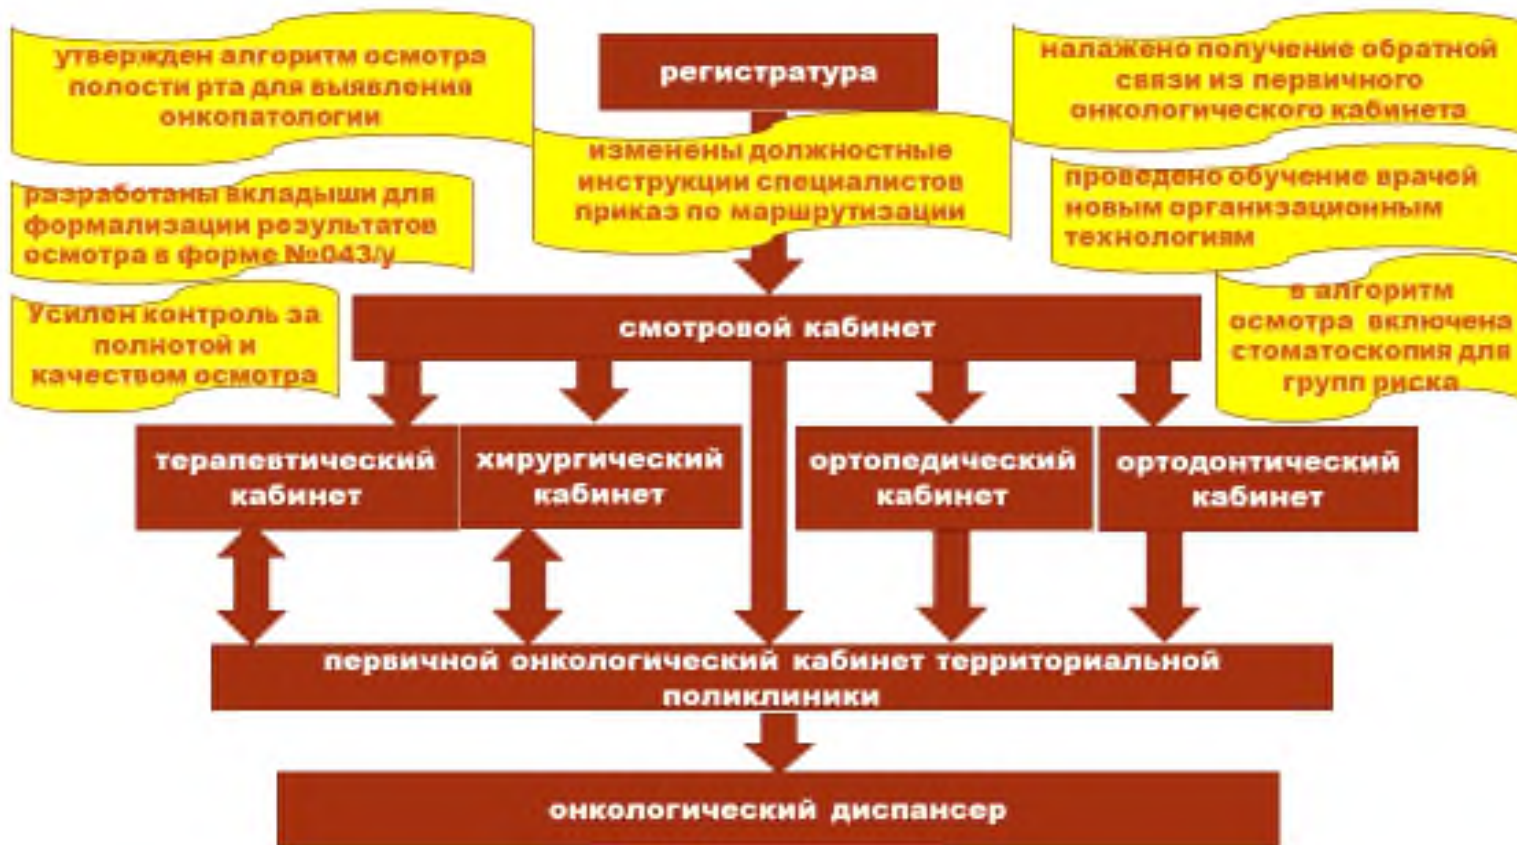 утвержден алгоритм осмотра
полости рта для выявления
онкопатологии
регистратура
налажено получение обратной
связи из первичного
онкологического кабинета
изменены должностные
инструкции специалистов
приказ по маршрутизации
разработаны вкладыши для
формализации результатов
осмотра в форме №043/у
проведено обучение врачей
новым организационным
технологиям
Усилен контроль за
полнотой и
качеством осмотра
в алгоритм
осмотра включена
стоматоскопия для
групп риска
смотровой кабинет
терапевтический
кабинет
хирургический
кабинет
ортопедический
кабинет
ортодонтический
кабинет
первичной онкологический кабинет территориальной
поликлиники
онкологический диспансер